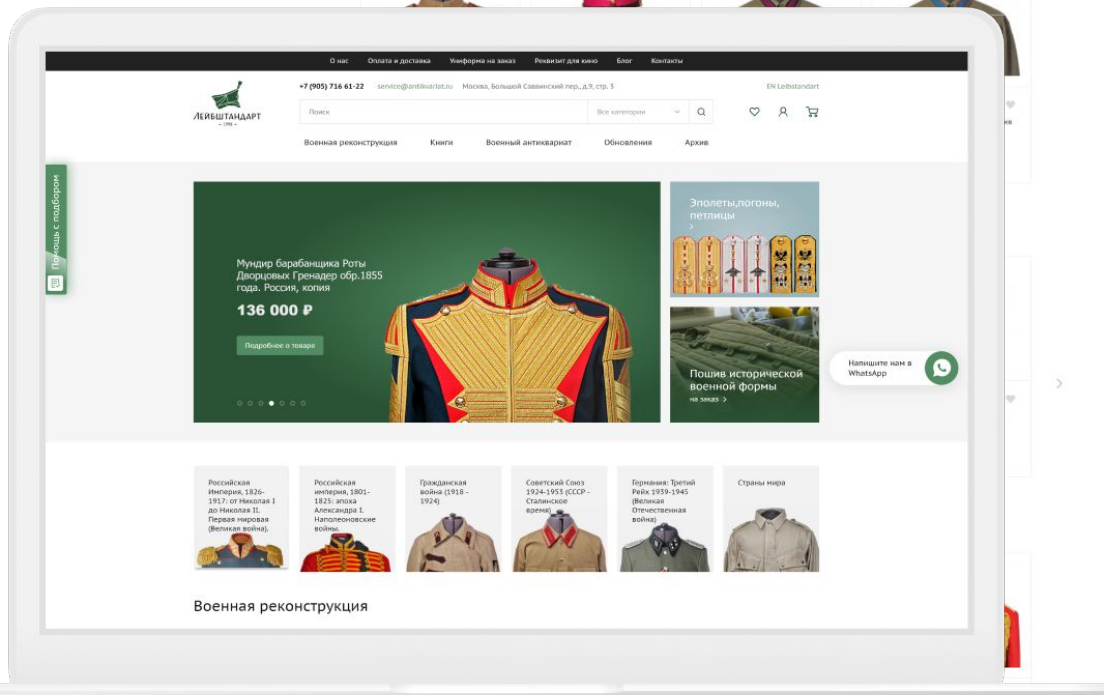 О нас Оплата и доставка Униформа на заказ Реквизит для кино Блог Контакты
+7 (905) 716 61-22 service@antikvariat.ru Москва, Большой Саввинский пер., д.9, стр. 3 EN Leibstandart
ЛЕЙБШТАНДАРТ
Поиск Все категории
Военная реконструкция Книги Военный антиквариат Обновления Архив
Помощь с подбором
Мундир барабанщика Роты
Дворцовых Гренадер обр.1855
года. Россия, копия
136 000 ₽
Подробнее о товаре
Эполеты,погоны,
петлицы
Пошив исторической
военной формы
на заказ
Напишите нам в
WhatsApp
Российская
Империя, 1826-
1917: от Николая I
до Николая II.
Первая мировая
(Великая война).
Российская
империя, 1801-
1825: эпоха
Александра I.
Наполеоновские
войны.
Гражданская
война (1918 -
1924)
Советский Союз
1924-1953 (СССР -
Сталинское
время)
Германия: Третий
Рейх 1939-1945
(Великая
Отечественная
война)
Страны мира
Военная реконструкция